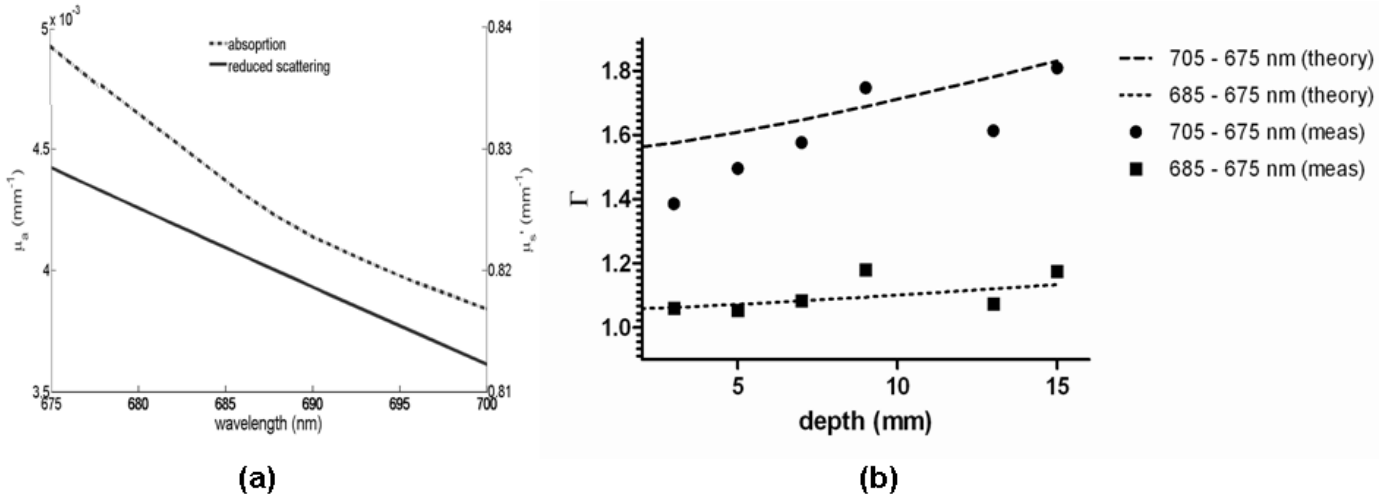 5 x 10⁻³
0.84
absoprtion
reduced scattering
4.5
0.83
μa (mm⁻¹)
μs' (mm⁻¹)
4
0.82
3.5
0.81
675 680 685 690 695 700
wavelength (nm)
(a)
1.8
1.6
1.4
1.2
1.0
Γ
5 10 15
depth (mm)
705 - 675 nm (theory)
685 - 675 nm (theory)
705 - 675 nm (meas)
685 - 675 nm (meas)
(b)